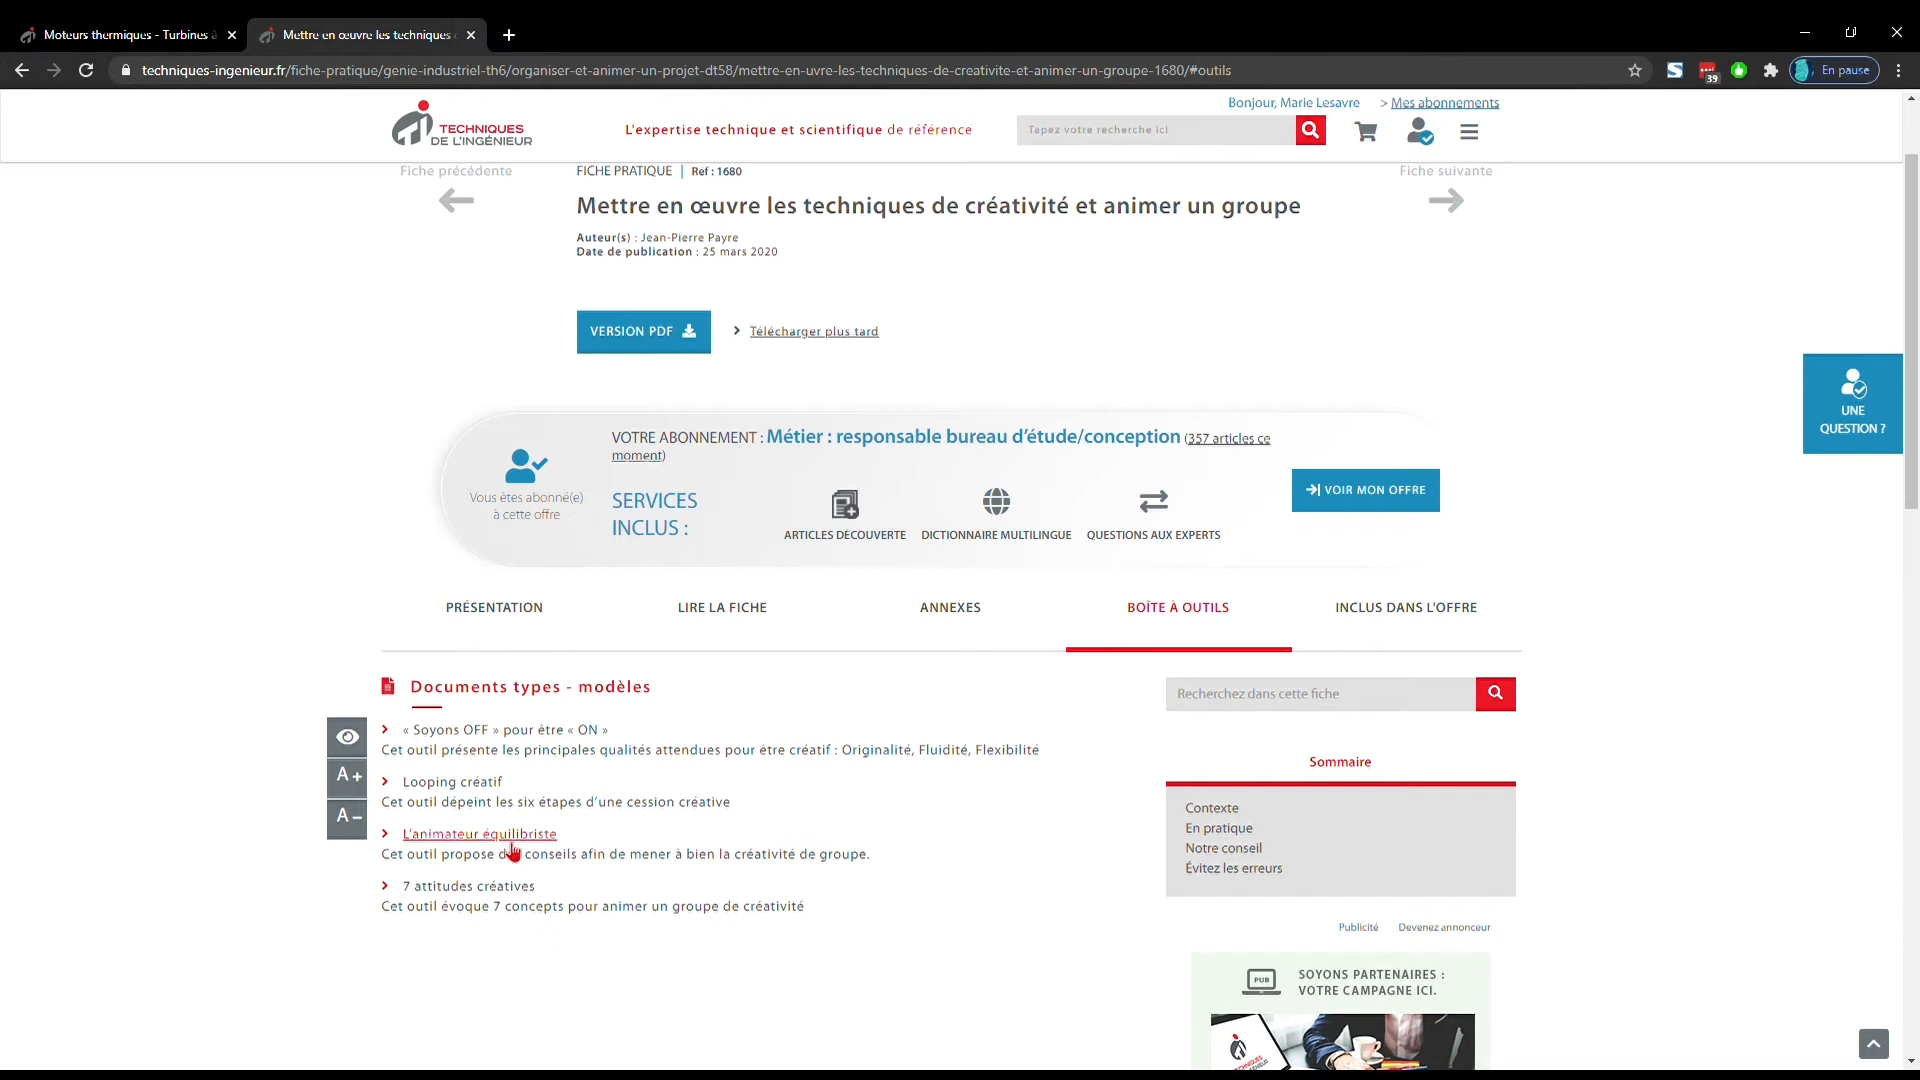 Moteurs thermiques - Turbines à
Mettre en œuvre les techniques
techniques-ingenieur.fr/fiche-pratique/genie-industriel-th6/organiser-et-animer-un-projet-dt58/mettre-en-uvre-les-techniques-de-creativite-et-animer-un-groupe-1680/#outils
39
En pause
Bonjour, Marie Lesavre > Mes abonnements
TECHNIQUES
DE L'INGÉNIEUR
L'expertise technique et scientifique de référence
Tapez votre recherche ici
Fiche précédente
FICHE PRATIQUE | Réf : 1680
Fiche suivante
Mettre en œuvre les techniques de créativité et animer un groupe
Auteur(s) : Jean-Pierre Payre
Date de publication : 25 mars 2020
VERSION PDF
Télécharger plus tard
UNE
QUESTION ?
VOTRE ABONNEMENT : Métier : responsable bureau d'étude/conception (357 articles ce
moment)
Vous êtes abonné(e)
à cette offre
SERVICES
INCLUS :
ARTICLES DÉCOUVERTE
DICTIONNAIRE MULTILINGUE
QUESTIONS AUX EXPERTS
VOIR MON OFFRE
PRÉSENTATION
LIRE LA FICHE
ANNEXES
BOÎTE À OUTILS
INCLUS DANS L'OFFRE
Documents types - modèles
« Soyons OFF » pour être « ON »
Cet outil présente les principales qualités attendues pour être créatif : Originalité, Fluidité, Flexibilité
Looping créatif
Cet outil dépeint les six étapes d'une cession créative
L'animateur équilibriste
Cet outil propose conseils afin de mener à bien la créativité de groupe.
7 attitudes créatives
Cet outil évoque 7 concepts pour animer un groupe de créativité
A+
A-
Recherchez dans cette fiche
Sommaire
Contexte
En pratique
Notre conseil
Évitez les erreurs
Publicité
Devenez annonceur
PUB
SOYONS PARTENAIRES :
VOTRE CAMPAGNE ICI.